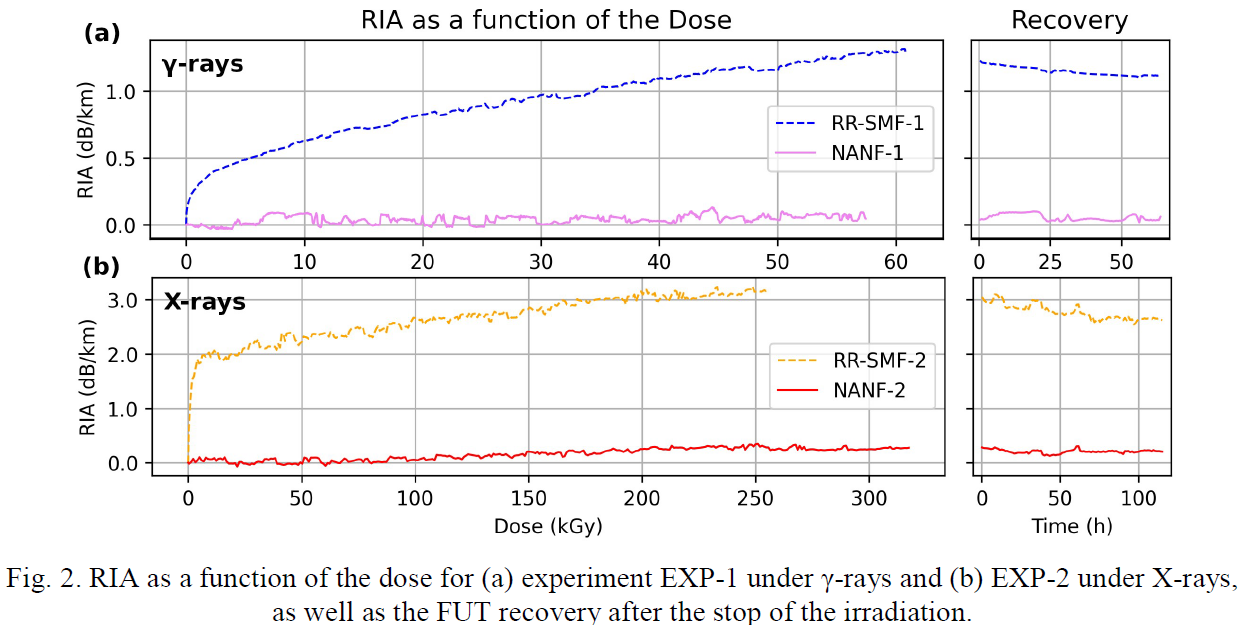 RIA as a function of the Dose
Recovery
(a)
γ-rays
RIA (dB/km)
1.0
0.5
0.0
RR-SMF-1
NANF-1
0 10 20 30 40 50 60
0 25 50
(b)
X-rays
RIA (dB/km)
3.0
2.0
1.0
0.0
RR-SMF-2
NANF-2
0 50 100 150 200 250 300
0 50 100
Dose (kGy)
Time (h)
Fig. 2. RIA as a function of the dose for (a) experiment EXP-1 under γ-rays and (b) EXP-2 under X-rays,
as well as the FUT recovery after the stop of the irradiation.